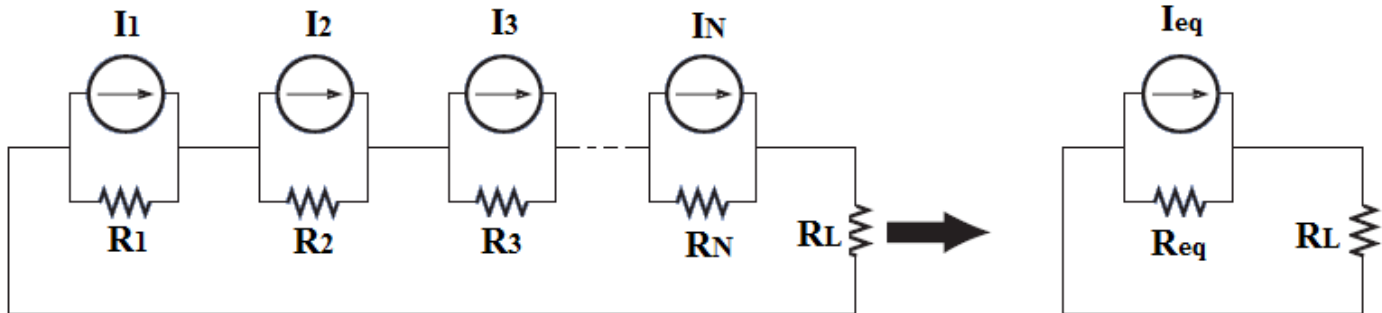 I1 I2 I3 IN Ieq
R1 R2 R3 RN RL Req RL